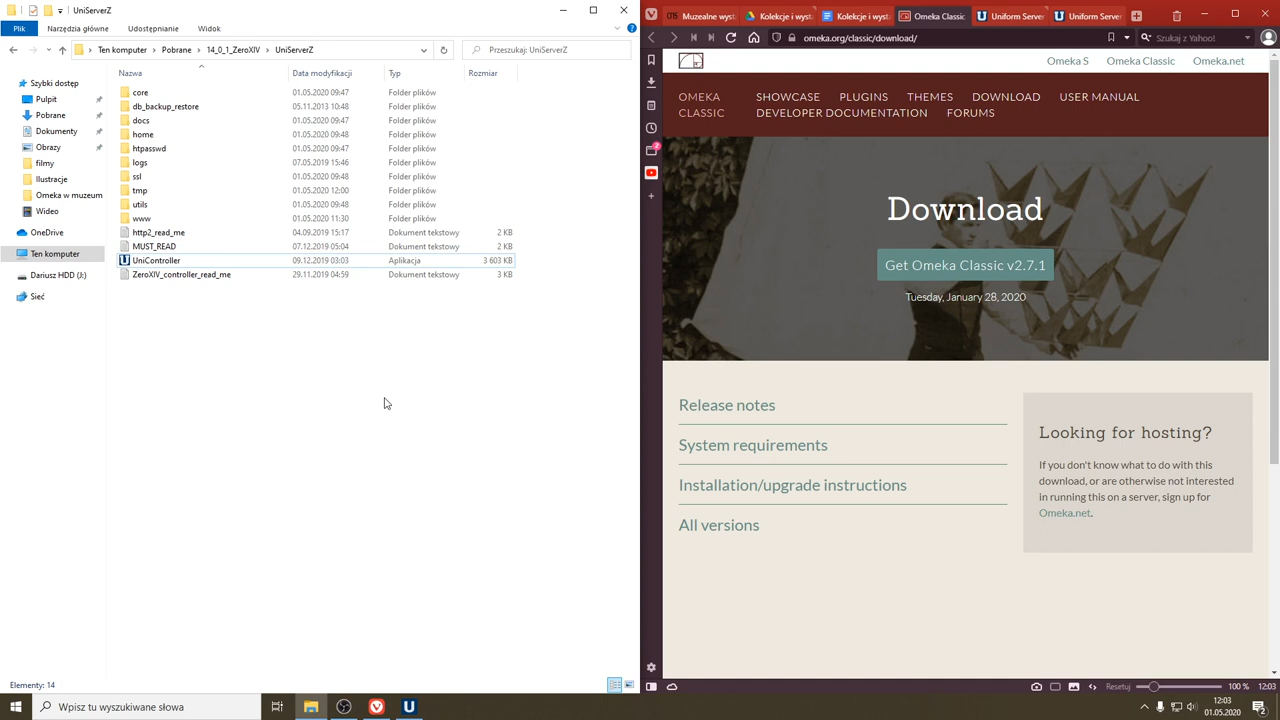 UniServerZ
Plik
Narzędzia główne
Udostępnianie
Widok
Ten komputer
Pobrane
14_0_1_ZeroXIV
UniServerZ
Przeszukaj: UniServerZ
Szybki dostęp
Pulpit
Pobrane
Dokumenty
Obrazy
filmy
Ilustracje
Omeka w muzeum
Wideo
OneDrive
Ten komputer
Dariusz HDD (J:)
Sieć
Nazwa Data modyfikacji Typ Rozmiar
core 01.05.2020 09:47 Folder plików
db_backup_restore 05.11.2013 10:48 Folder plików
docs 01.05.2020 09:47 Folder plików
home 01.05.2020 09:48 Folder plików
htpasswd 01.05.2020 09:47 Folder plików
logs 07.05.2019 15:46 Folder plików
ssl 01.05.2020 09:48 Folder plików
tmp 01.05.2020 12:00 Folder plików
utils 01.05.2020 09:48 Folder plików
www 01.05.2020 11:30 Folder plików
http2_read_me 04.09.2019 15:17 Dokument tekstowy 2 KB
MUST_READ 07.12.2019 05:04 Dokument tekstowy 2 KB
UniController 09.12.2019 03:03 Aplikacja 3 603 KB
ZeroXIV_controller_read_me 29.11.2019 04:59 Dokument tekstowy 3 KB
Elementy: 14
Muzealne wyst
Kolekcje i wyst
Kolekcje i wyst
Omeka Classic
Uniform Server
Uniform Server
omeka.org/classic/download/
Szukaj z Yahoo!
Omeka S
Omeka Classic
Omeka.net
OMEKA
CLASSIC
SHOWCASE PLUGINS THEMES DOWNLOAD USER MANUAL
DEVELOPER DOCUMENTATION FORUMS
Download
Get Omeka Classic v2.7.1
Tuesday, January 28, 2020
Release notes
System requirements
Installation/upgrade instructions
All versions
Looking for hosting?
If you don't know what to do with this
download, or are otherwise not interested
in running this on a server, sign up for
Omeka.net.
Resetuj
100 %
12:03
Wpisz tu wyszukiwane słowa
12:03
01.05.2020
2